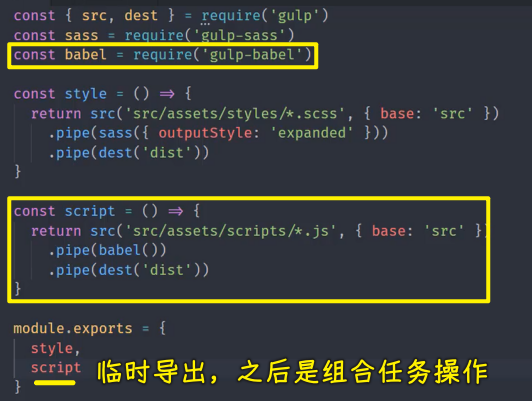 const { src, dest } = require('gulp')
const sass = require('gulp-sass')
const babel = require('gulp-babel')
const style = () => {
return src('src/assets/styles/*.scss', { base: 'src' })
.pipe(sass({ outputStyle: 'expanded' }))
.pipe(dest('dist'))
}
const script = () => {
return src('src/assets/scripts/*.js', { base: 'src' })
.pipe(babel())
.pipe(dest('dist'))
}
module.exports = {
style,
script 临时导出，之后是组合任务操作
}